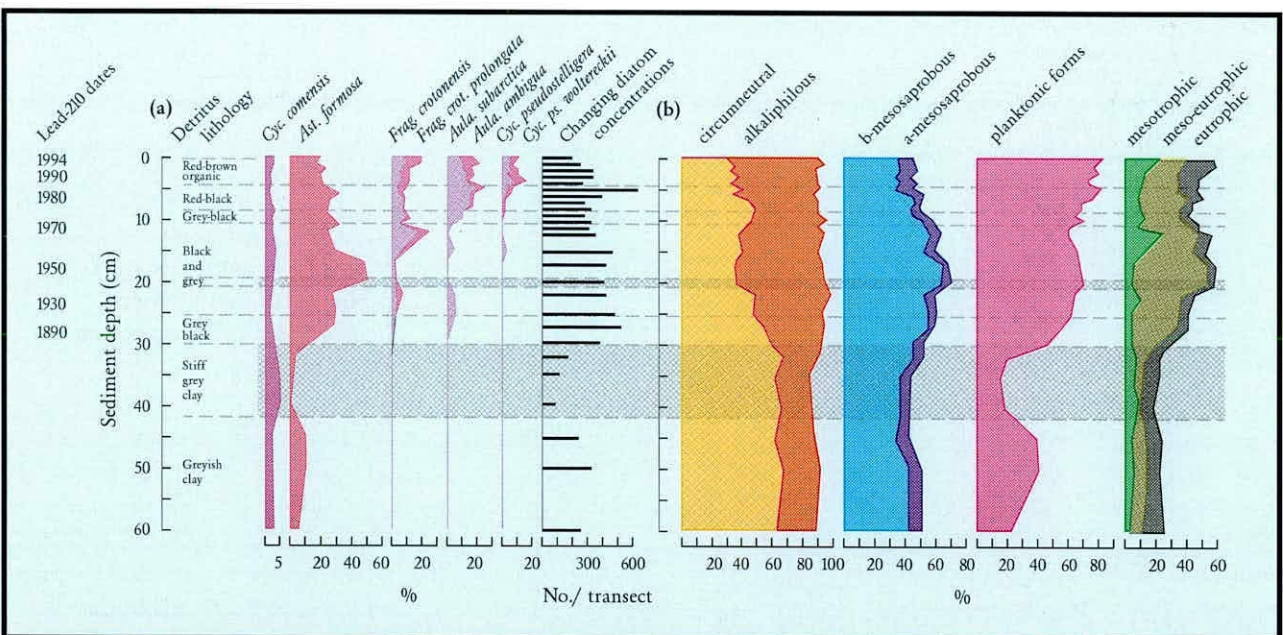 Lead-210 dates
(a)
Detritus
lithology
Cyc. comensis
Ast. formosa
Frag. crotonensis
Frag. crot. prolongata
Aula. subarctica
Aula. ambigua
Cyc. pseudostelligera
Cyc. ps. woltereckii
Changing diatom
concentrations
(b)
circumneutral
alkaliphilous
b-mesosaprobous
a-mesosaprobous
planktonic forms
mesotrophic
meso-eutrophic
eutrophic
1994
1990
1980
1970
1950
1930
1890
Sediment depth (cm)
0
10
20
30
40
50
60
Red-brown
organic
Red-black
Grey-black
Black
and
grey
Grey
black
Stiff
grey
clay
Greyish
clay
5 20 40 60 20 20 20 300 600 20 40 60 80 100 20 40 60 80 20 40 60 80 20 40 60
% No./ transect %